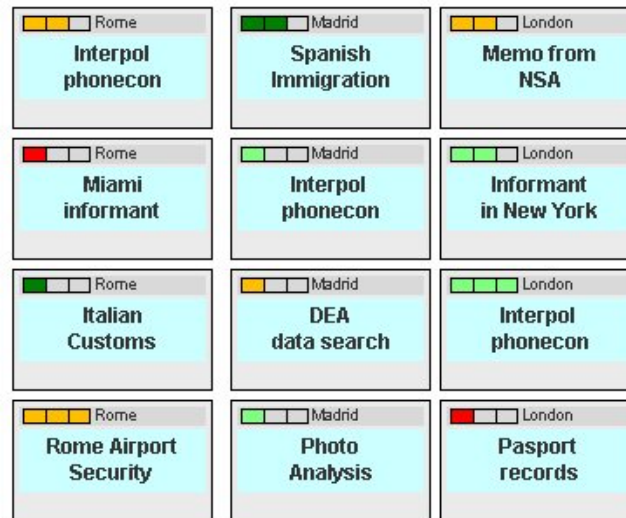 Rome
Interpol
phonecon
Madrid
Spanish
Immigration
London
Memo from
NSA
Rome
Miami
informant
Madrid
Interpol
phonecon
London
Informant
in New York
Rome
Italian
Customs
Madrid
DEA
data search
London
Interpol
phonecon
Rome
Rome Airport
Security
Madrid
Photo
Analysis
London
Pasport
records